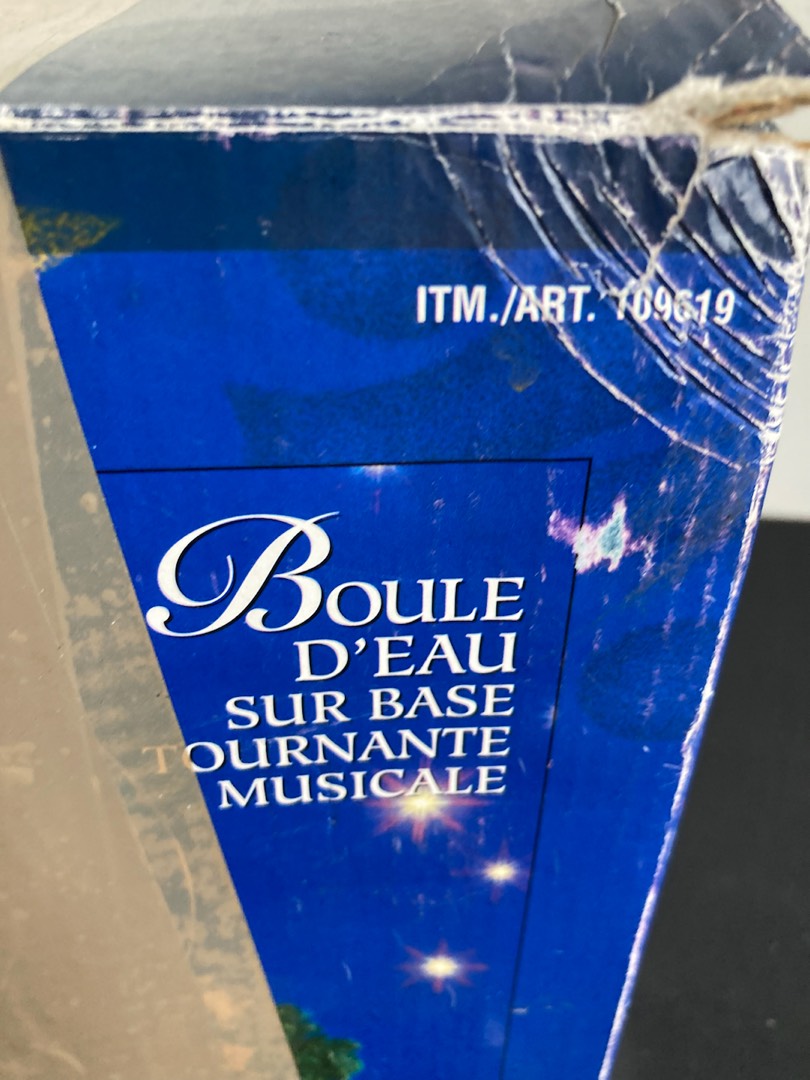 ITM./ART. 109619
BOULE
D'EAU
SUR BASE
TOURNANTE
MUSICALE